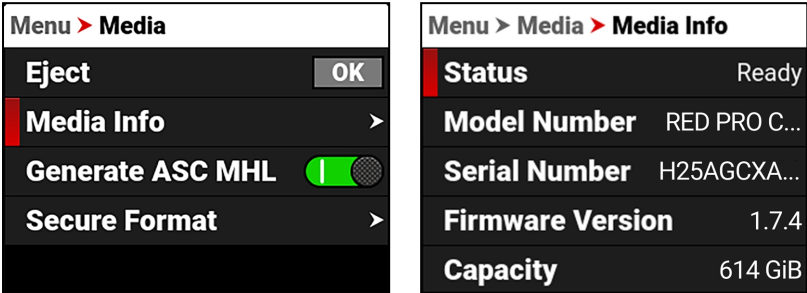 Menu > Media
Eject OK
Media Info >
Generate ASC MHL
Secure Format >
Menu > Media > Media Info
Status Ready
Model Number RED PRO C...
Serial Number H25AGCXA...
Firmware Version 1.7.4
Capacity 614 GiB